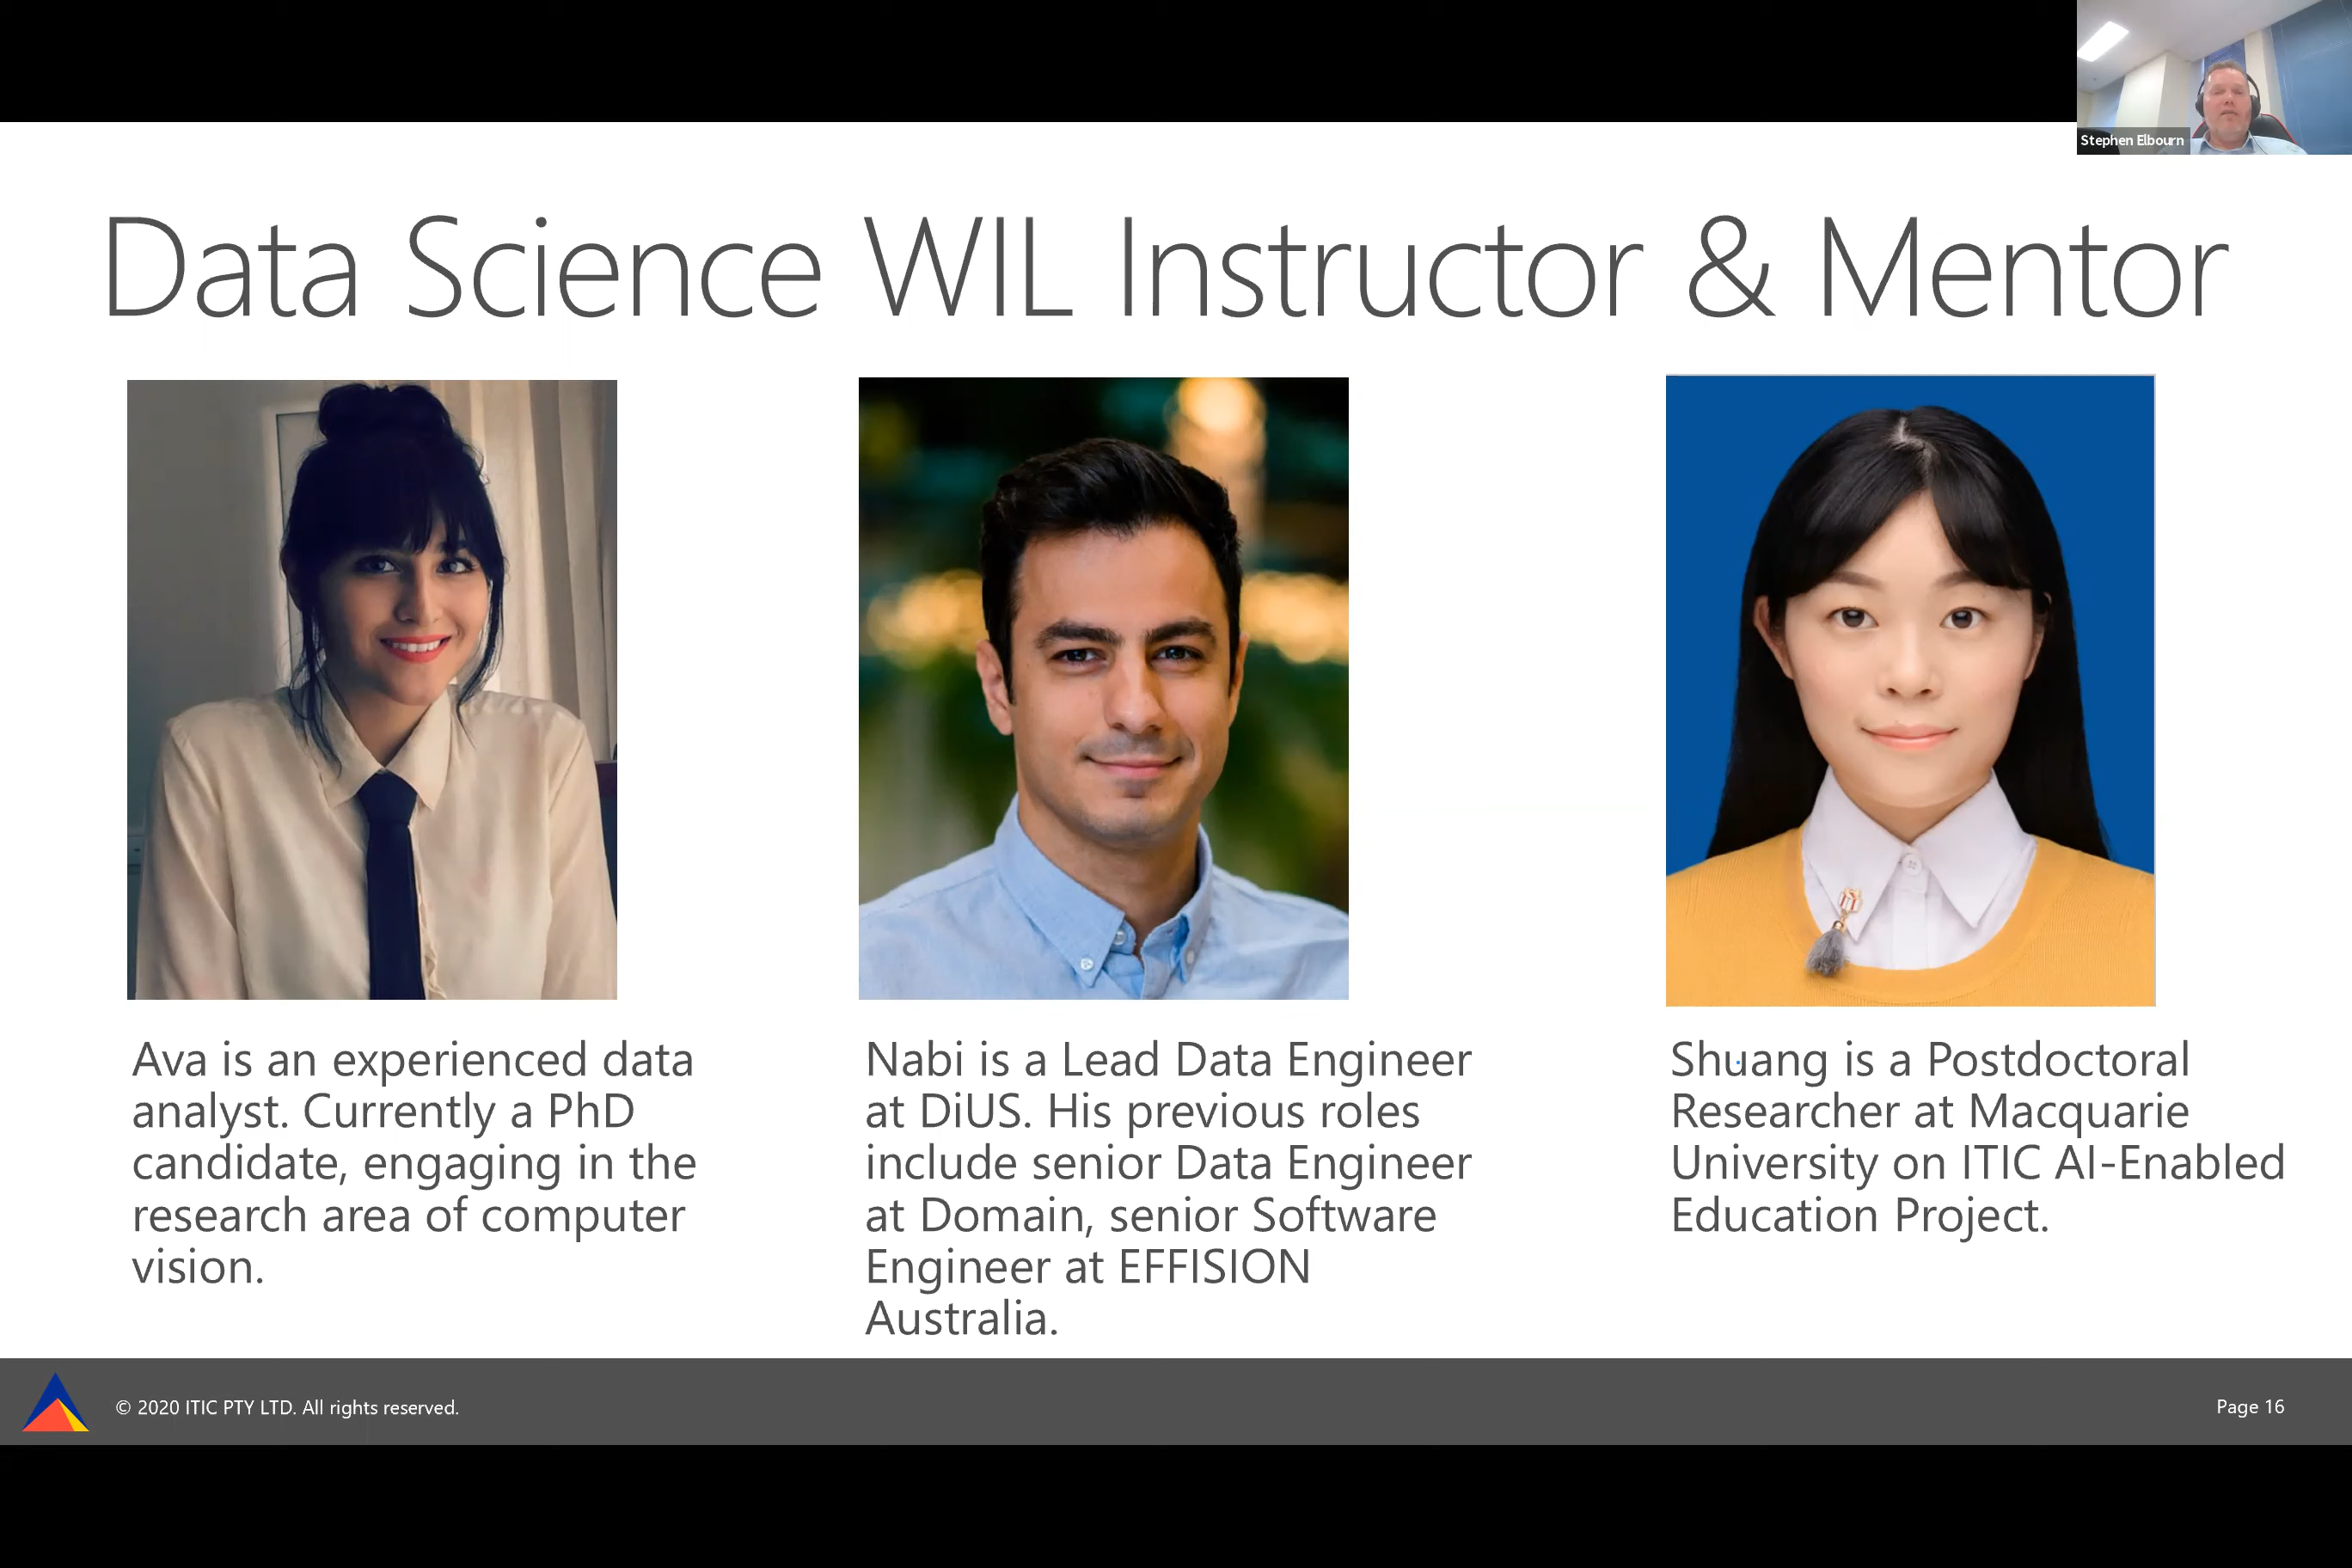 Stephen Elbourn
Data Science WIL Instructor & Mentor
Ava is an experienced data
analyst. Currently a PhD
candidate, engaging in the
research area of computer
vision.
Nabi is a Lead Data Engineer
at DiUS. His previous roles
include senior Data Engineer
at Domain, senior Software
Engineer at EFFISION
Australia.
Shuang is a Postdoctoral
Researcher at Macquarie
University on ITIC AI-Enabled
Education Project.
© 2020 ITIC PTY LTD. All rights reserved.
Page 16